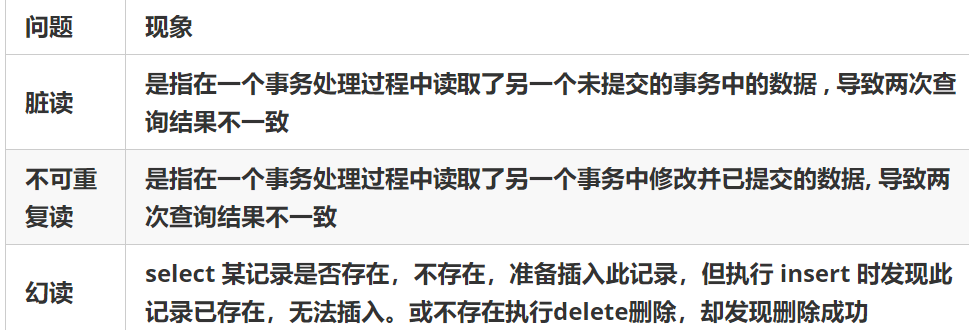 问题 现象
脏读
是指在一个事务处理过程中读取了另一个未提交的事务中的数据 , 导致两次查
询结果不一致
不可重
复读
是指在一个事务处理过程中读取了另一个事务中修改并已提交的数据, 导致两
次查询结果不一致
幻读
select 某记录是否存在，不存在，准备插入此记录，但执行 insert 时发现此
记录已存在，无法插入。或不存在执行delete删除，却发现删除成功